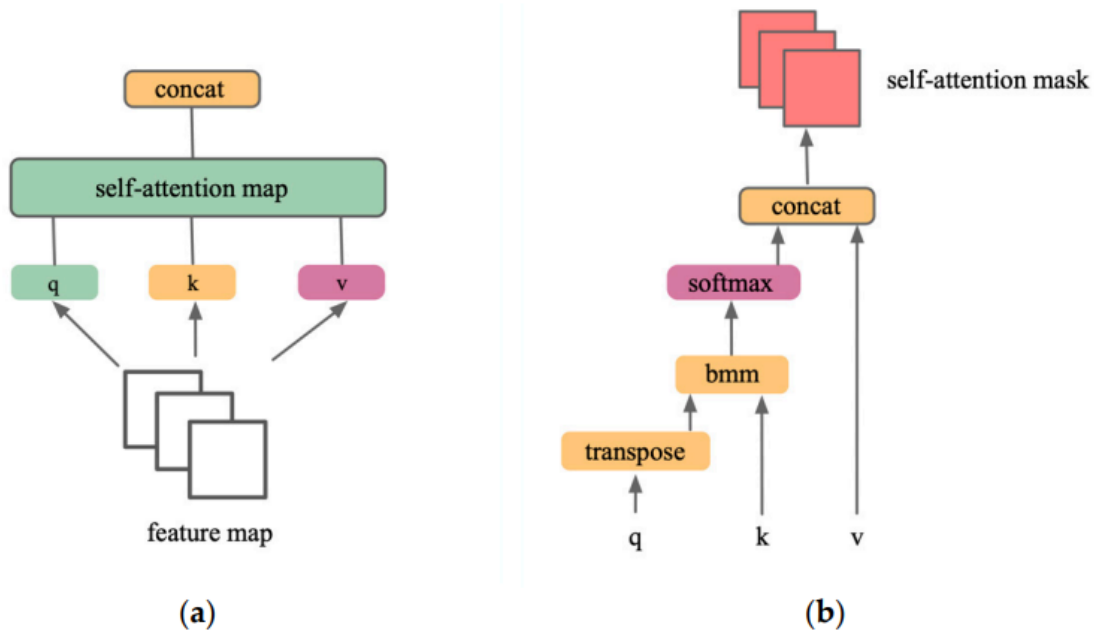 concat
self-attention map
q
k
v
feature map
(a)
self-attention mask
concat
softmax
bmm
transpose
q
k
v
(b)